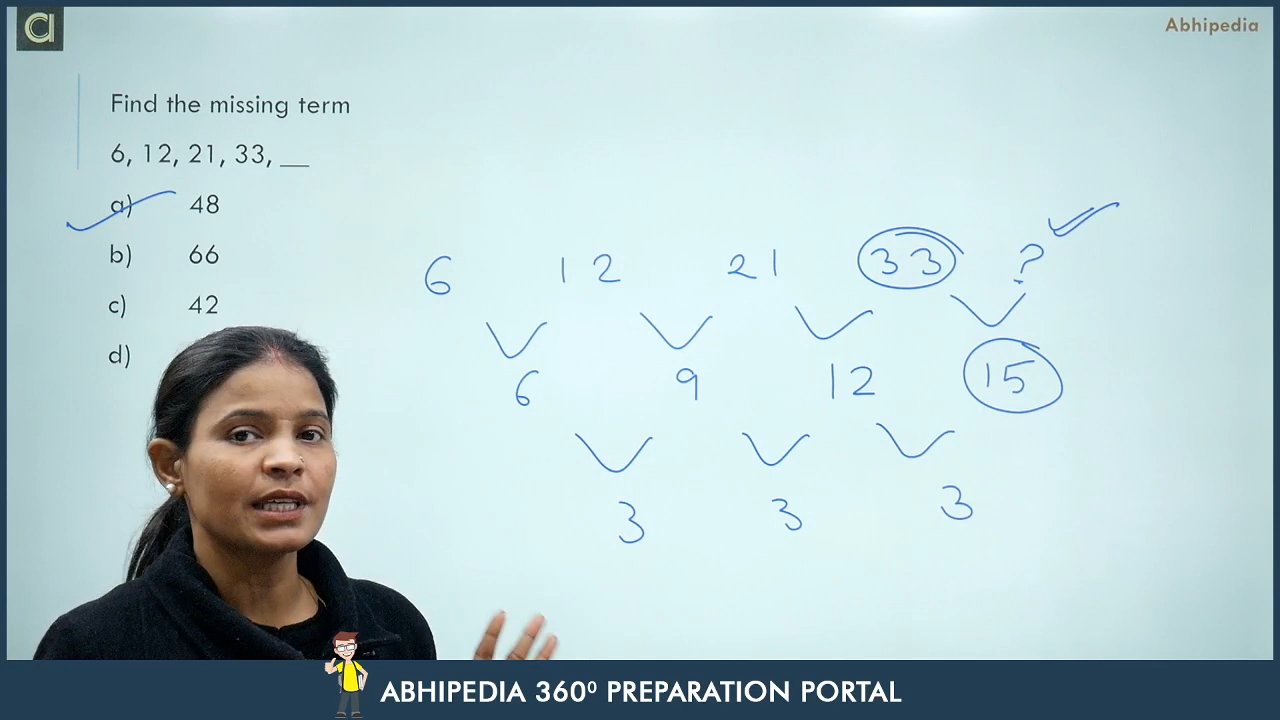 a
Abhipedia
Find the missing term
6, 12, 21, 33, __
a) 48
b) 66
c) 42
d)
6 12 21 33 ?
6 9 12 15
3 3 3
ABHIPEDIA 360⁰ PREPARATION PORTAL